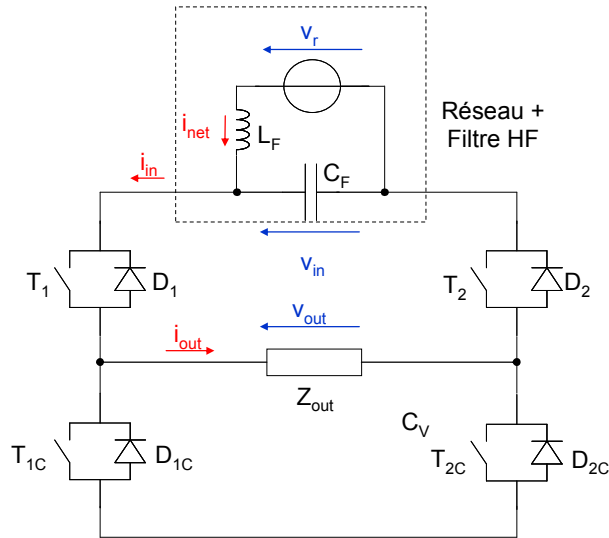 v_r
Réseau +
Filtre HF
i_net
L_F
C_F
i_in
v_in
T_1
D_1
T_2
D_2
v_out
i_out
Z_out
C_V
T_1C
D_1C
T_2C
D_2C